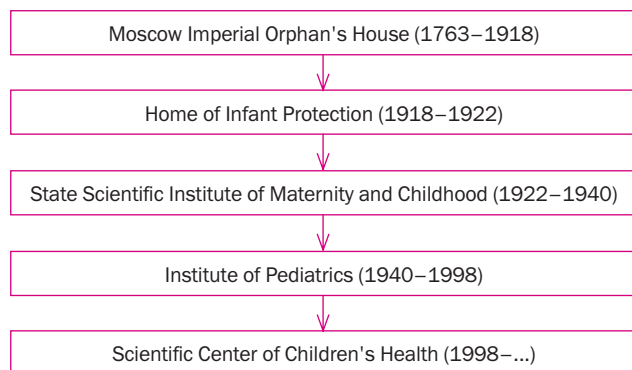 Moscow Imperial Orphan's House (1763–1918)
Home of Infant Protection (1918–1922)
State Scientific Institute of Maternity and Childhood (1922–1940)
Institute of Pediatrics (1940–1998)
Scientific Center of Children's Health (1998–...)